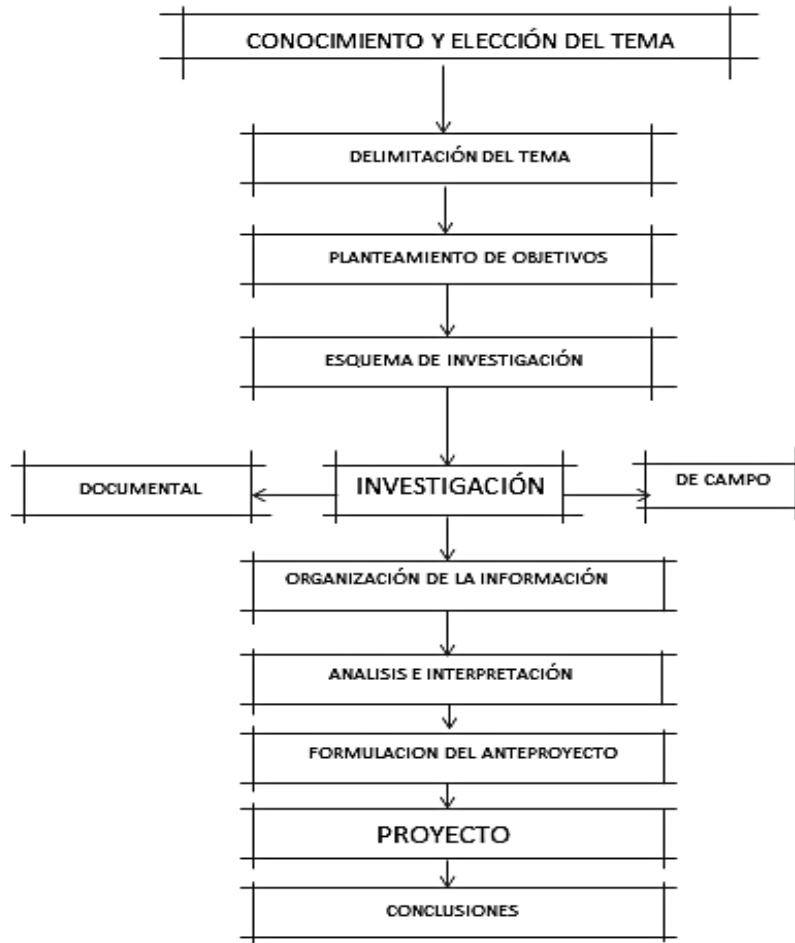 CONOCIMIENTO Y ELECCIÓN DEL TEMA
DELIMITACIÓN DEL TEMA
PLANTEAMIENTO DE OBJETIVOS
ESQUEMA DE INVESTIGACIÓN
DOCUMENTAL
INVESTIGACIÓN
DE CAMPO
ORGANIZACIÓN DE LA INFORMACIÓN
ANALISIS E INTERPRETACIÓN
FORMULACION DEL ANTEPROYECTO
PROYECTO
CONCLUSIONES